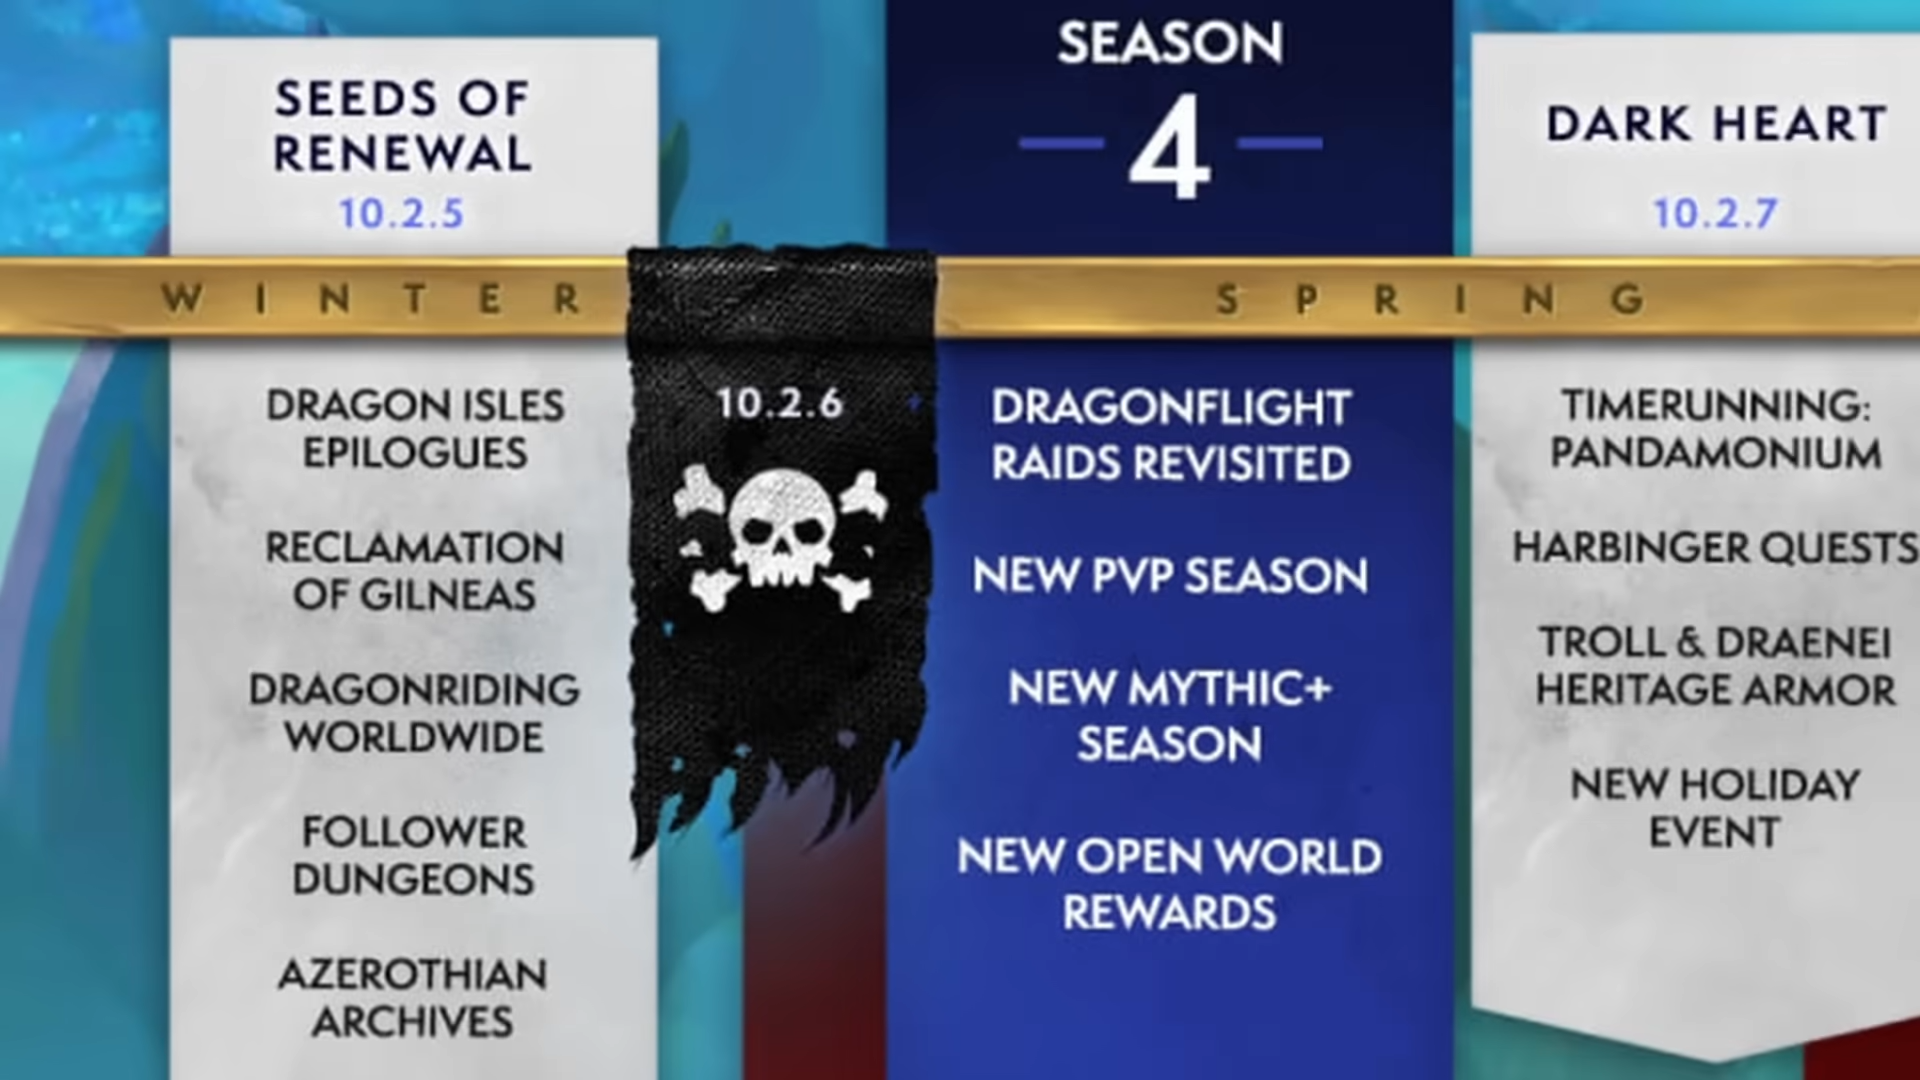 SEEDS OF
RENEWAL
10.2.5
SEASON
4
DARK HEART
10.2.7
WINTER
SPRING
DRAGON ISLES
EPILOGUES
RECLAMATION
OF GILNEAS
DRAGONRIDING
WORLDWIDE
FOLLOWER
DUNGEONS
AZEROTHIAN
ARCHIVES
10.2.6
DRAGONFLIGHT
RAIDS REVISITED
NEW PVP SEASON
NEW MYTHIC+
SEASON
NEW OPEN WORLD
REWARDS
TIMERUNNING:
PANDAMONIUM
HARBINGER QUESTS
TROLL & DRAENEI
HERITAGE ARMOR
NEW HOLIDAY
EVENT